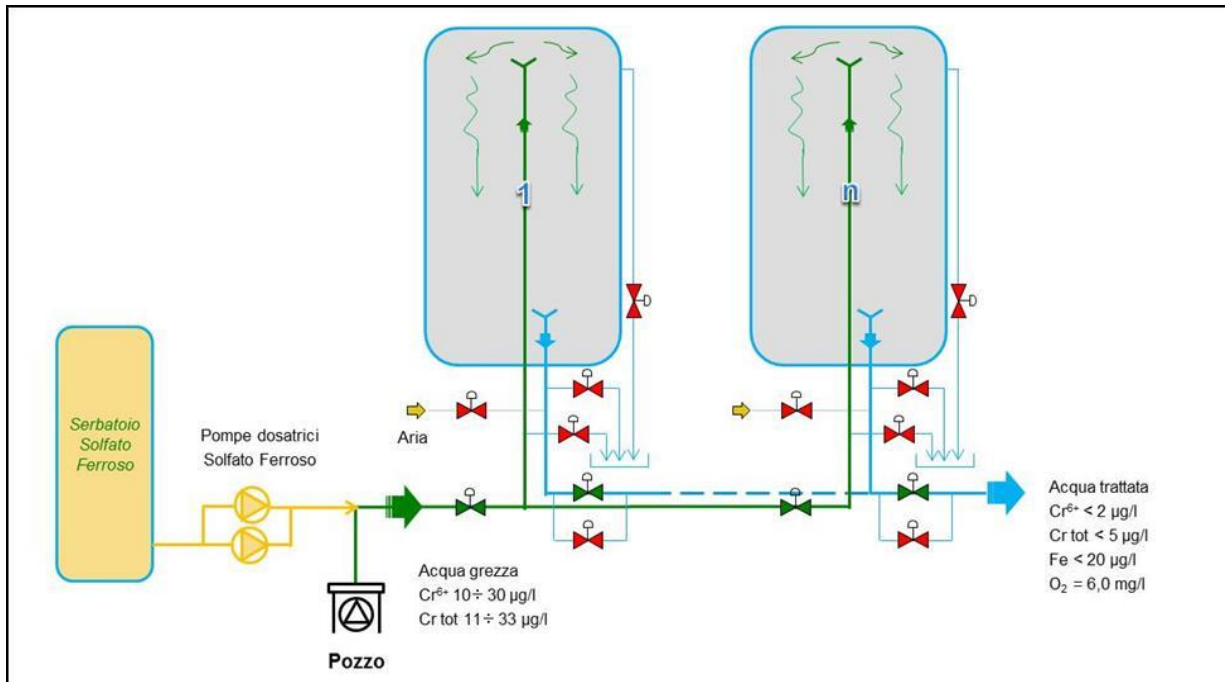 1
n
Serbatoio
Solfato
Ferroso
Pompe dosatrici
Solfato Ferroso
Aria
Acqua grezza
Cr⁶⁺ 10÷ 30 µg/l
Cr tot 11÷ 33 µg/l
Pozzo
Acqua trattata
Cr⁶⁺ < 2 µg/l
Cr tot < 5 µg/l
Fe < 20 µg/l
O₂ = 6,0 mg/l